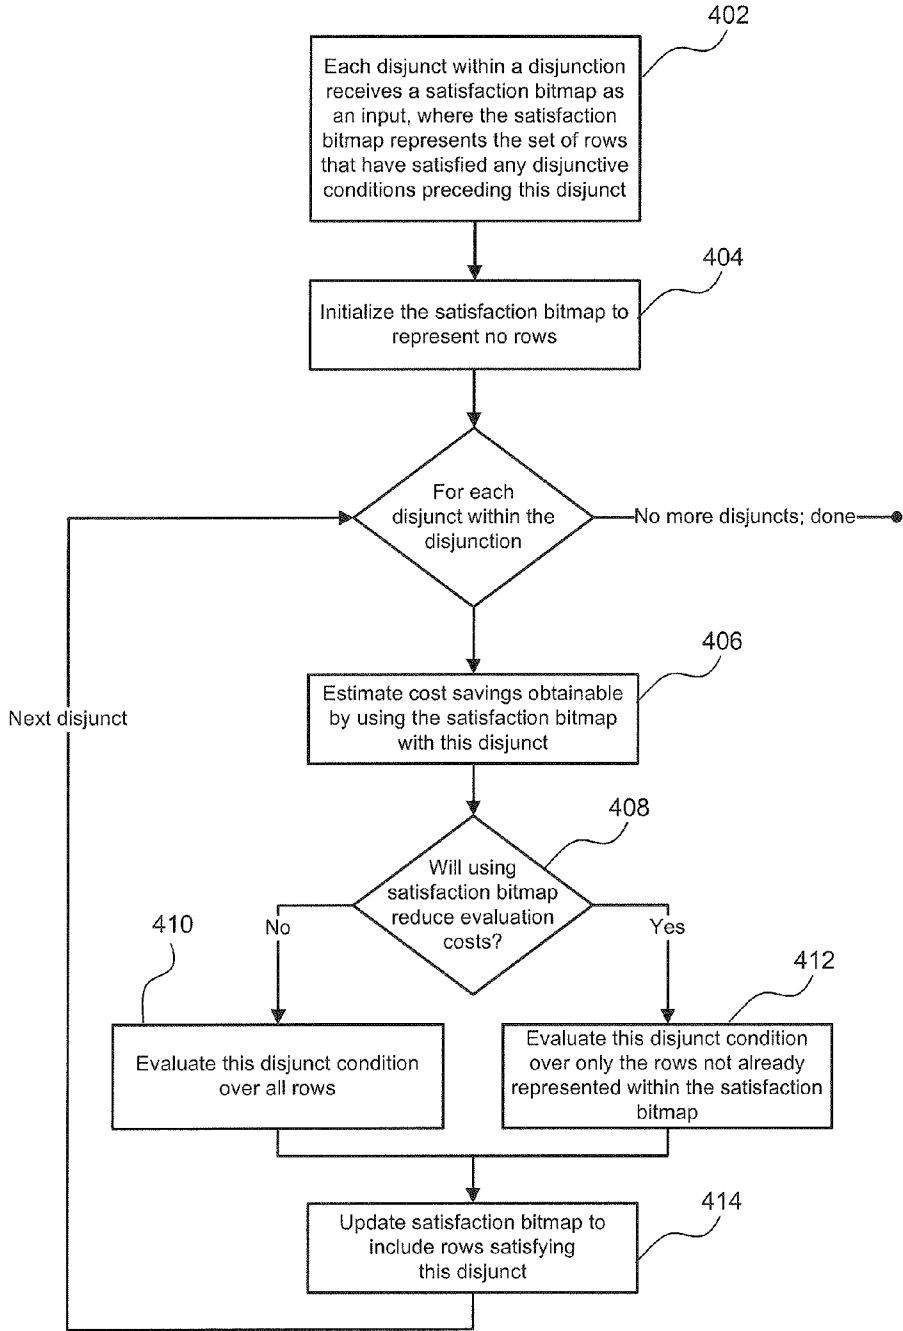 402
Each disjunct within a disjunction
receives a satisfaction bitmap as
an input, where the satisfaction
bitmap represents the set of rows
that have satisfied any disjunctive
conditions preceding this disjunct
404
Initialize the satisfaction bitmap to
represent no rows
For each
disjunct within the
disjunction
No more disjuncts; done
406
Estimate cost savings obtainable
by using the satisfaction bitmap
with this disjunct
Next disjunct
408
Will using
satisfaction bitmap
reduce evaluation
costs?
No
Yes
410
412
Evaluate this disjunct condition
over all rows
Evaluate this disjunct condition
over only the rows not already
represented within the satisfaction
bitmap
414
Update satisfaction bitmap to
include rows satisfying
this disjunct